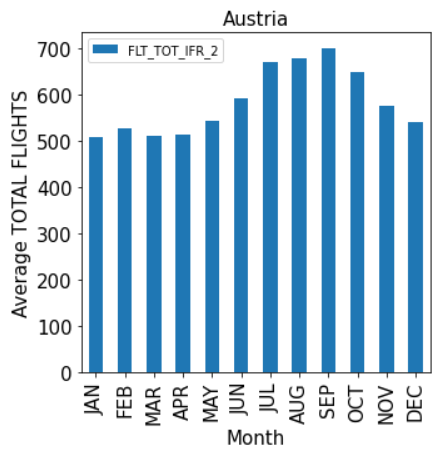 Austria
FLT_TOT_IFR_2
Average TOTAL FLIGHTS
700
600
500
400
300
200
100
0
JAN FEB MAR APR MAY JUN JUL AUG SEP OCT NOV DEC
Month